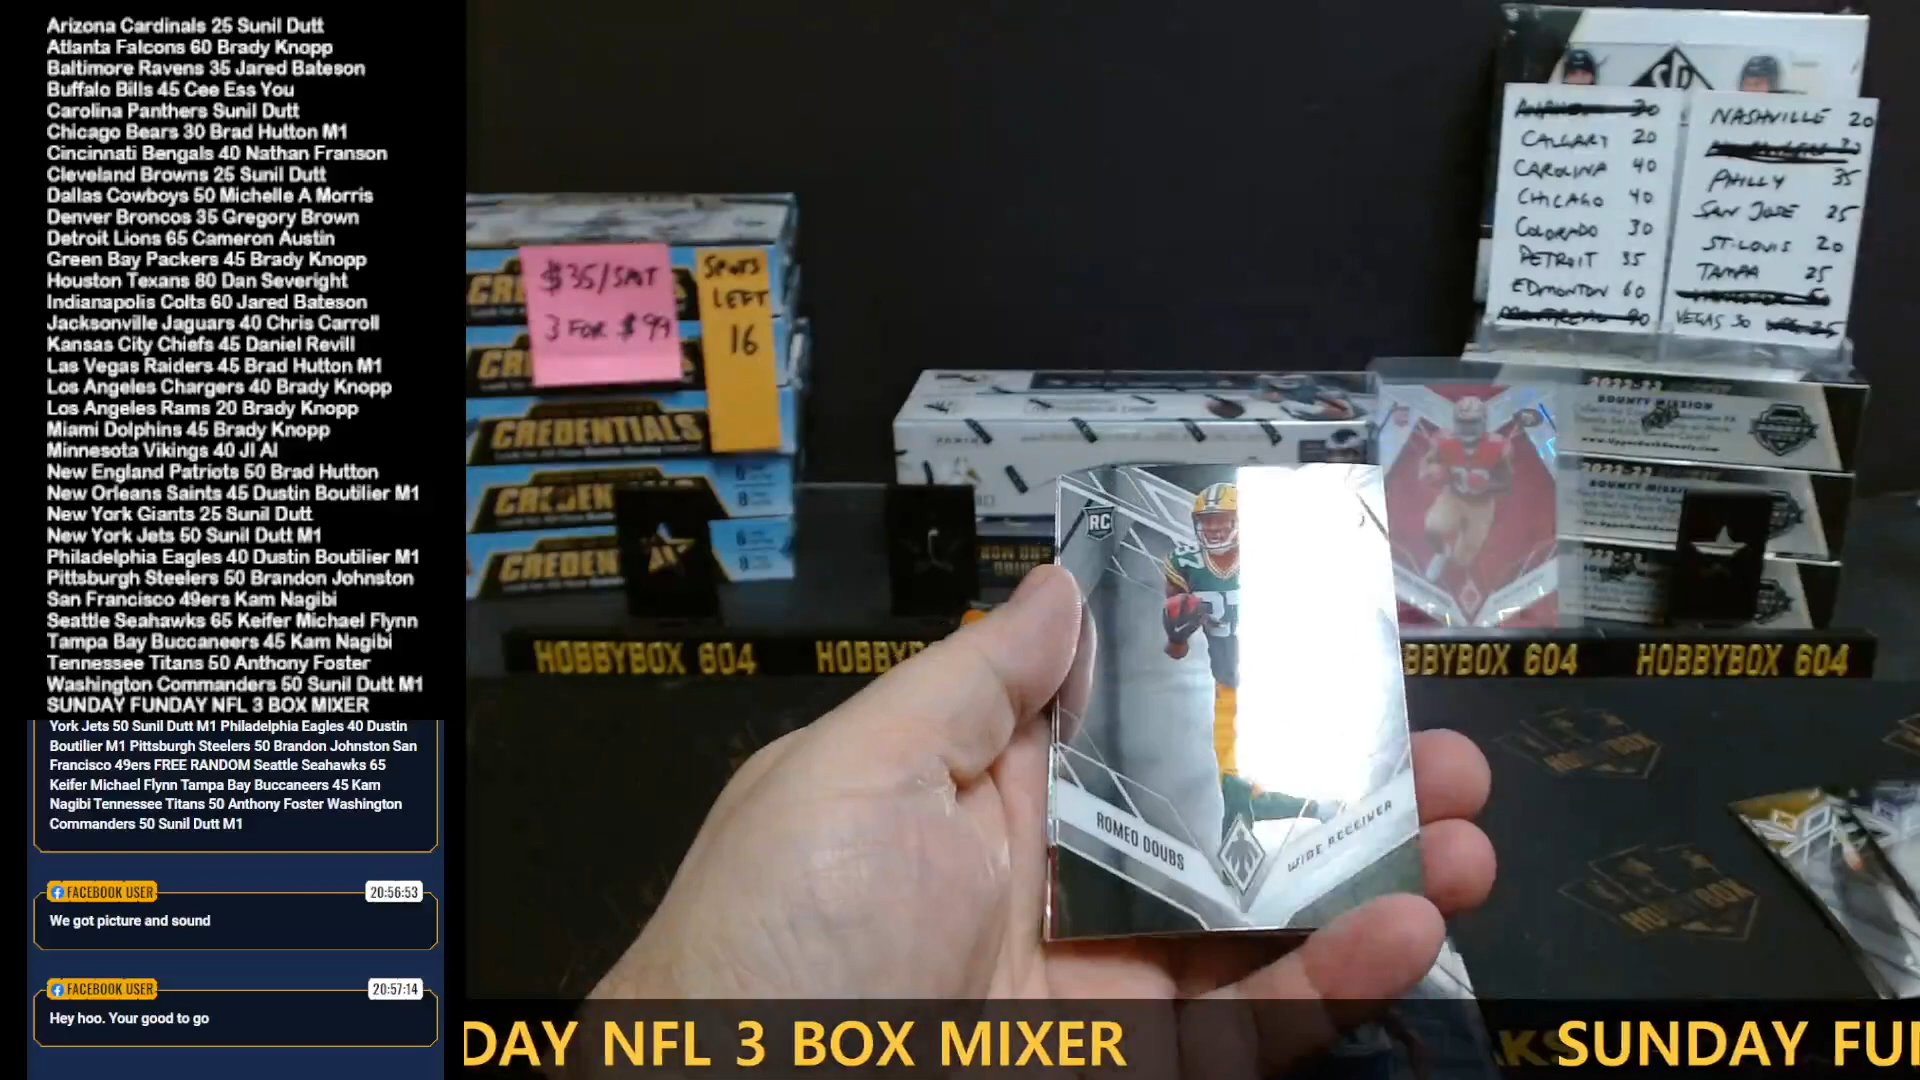 Arizona Cardinals 25 Sunil Dutt
Atlanta Falcons 60 Brady Knopp
Baltimore Ravens 35 Jared Bateson
Buffalo Bills 45 Cee Ess You
Carolina Panthers Sunil Dutt
Chicago Bears 30 Brad Hutton M1
Cincinnati Bengals 40 Nathan Franson
Cleveland Browns 25 Sunil Dutt
Dallas Cowboys 50 Michelle A Morris
Denver Broncos 35 Gregory Brown
Detroit Lions 65 Cameron Austin
Green Bay Packers 45 Brady Knopp
Houston Texans 80 Dan Severight
Indianapolis Colts 60 Jared Bateson
Jacksonville Jaguars 40 Chris Carroll
Kansas City Chiefs 45 Daniel Revill
Las Vegas Raiders 45 Brad Hutton M1
Los Angeles Chargers 40 Brady Knopp
Los Angeles Rams 20 Brady Knopp
Miami Dolphins 45 Brady Knopp
Minnesota Vikings 40 JI AI
New England Patriots 50 Brad Hutton
New Orleans Saints 45 Dustin Boutilier M1
New York Giants 25 Sunil Dutt
New York Jets 50 Sunil Dutt M1
Philadelphia Eagles 40 Dustin Boutilier M1
Pittsburgh Steelers 50 Brandon Johnston
San Francisco 49ers Kam Nagibi
Seattle Seahawks 65 Keifer Michael Flynn
Tampa Bay Buccaneers 45 Kam Nagibi
Tennessee Titans 50 Anthony Foster
Washington Commanders 50 Sunil Dutt M1
SUNDAY FUNDAY NFL 3 BOX MIXER
York Jets 50 Sunil Dutt M1 Philadelphia Eagles 40 Dustin
Boutilier M1 Pittsburgh Steelers 50 Brandon Johnston San
Francisco 49ers FREE RANDOM Seattle Seahawks 65
Keifer Michael Flynn Tampa Bay Buccaneers 45 Kam
Nagibi Tennessee Titans 50 Anthony Foster Washington
Commanders 50 Sunil Dutt M1
FACEBOOK USER 20:56:53
We got picture and sound
FACEBOOK USER 20:57:14
Hey hoo. Your good to go
$35/SPOT
3 FOR $99
SPOTS
LEFT
16
CREDENTIALS
CREDEN
CREDEN
CALGARY 20
CAROLINA 40
CHICAGO 40
COLORADO 30
DETROIT 35
EDMONTON 60
NASHVILLE 20
PHILLY 35
SAN JOSE 25
ST-LOUIS 20
TAMPA 25
VEGAS 30
2022-23
BOUNTY MISSION
2022-23
RC
37
ROMEO DOUBS
WIDE RECEIVER
HOBBYBOX 604
HOBBYB
BBYBOX 604
HOBBYBOX 604
DAY NFL 3 BOX MIXER
SUNDAY FU